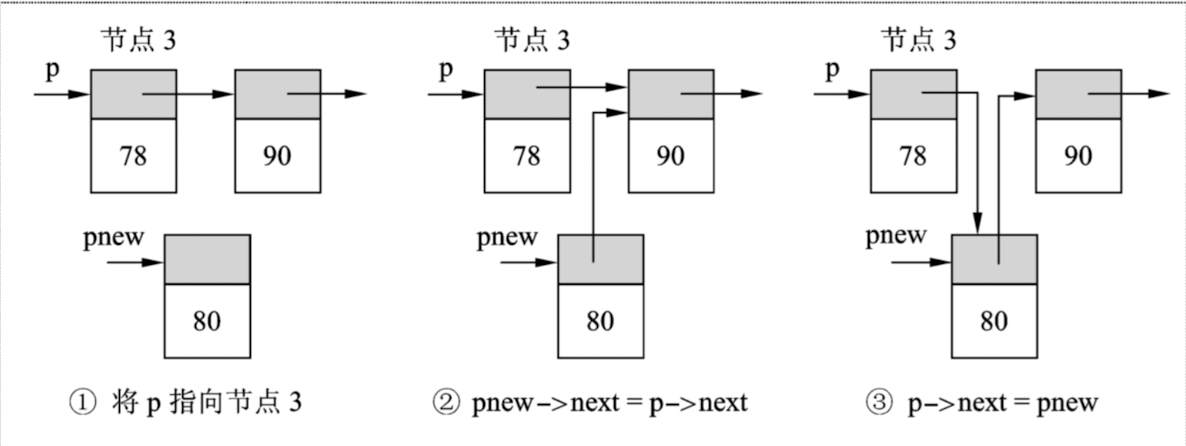 节点 3
p
78
90
pnew
80
① 将 p 指向节点 3
节点 3
p
78
90
pnew
80
② pnew->next = p->next
节点 3
p
78
90
pnew
80
③ p->next = pnew